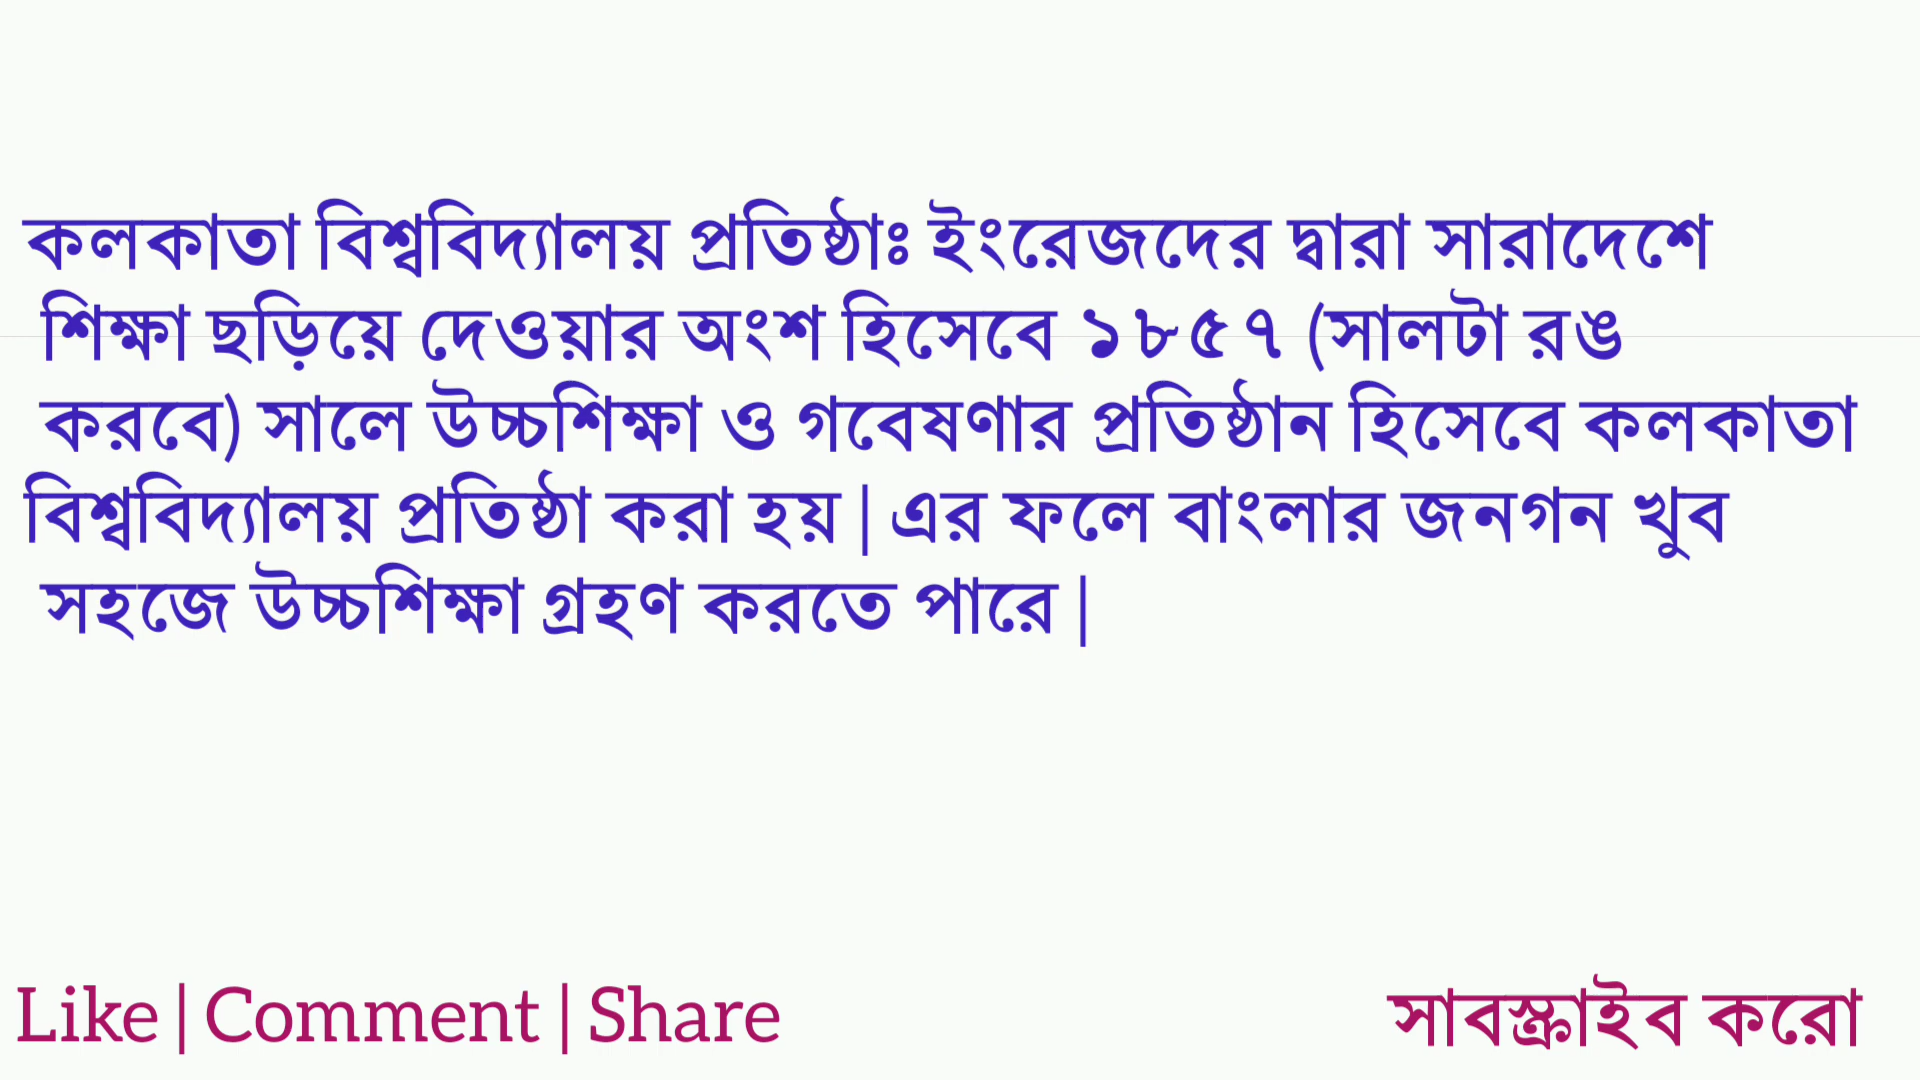 কলকাতা বিশ্ববিদ্যালয় প্রতিষ্ঠাঃ ইংরেজদের দ্বারা সারাদেশে
শিক্ষা ছড়িয়ে দেওয়ার অংশ হিসেবে ১৮৫৭ (সালটা রঙ
করবে) সালে উচ্চশিক্ষা ও গবেষণার প্রতিষ্ঠান হিসেবে কলকাতা
বিশ্ববিদ্যালয় প্রতিষ্ঠা করা হয় | এর ফলে বাংলার জনগন খুব
সহজে উচ্চশিক্ষা গ্রহণ করতে পারে |
Like | Comment | Share সাবস্ক্রাইব করো